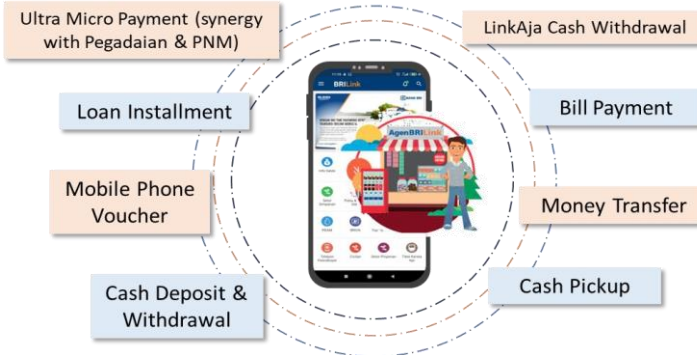 Ultra Micro Payment (synergy
with Pegadaian & PNM)
LinkAja Cash Withdrawal
Loan Installment
Bill Payment
BRILink
AgenBRILink
Mobile Phone
Voucher
Money Transfer
Cash Deposit &
Withdrawal
Cash Pickup